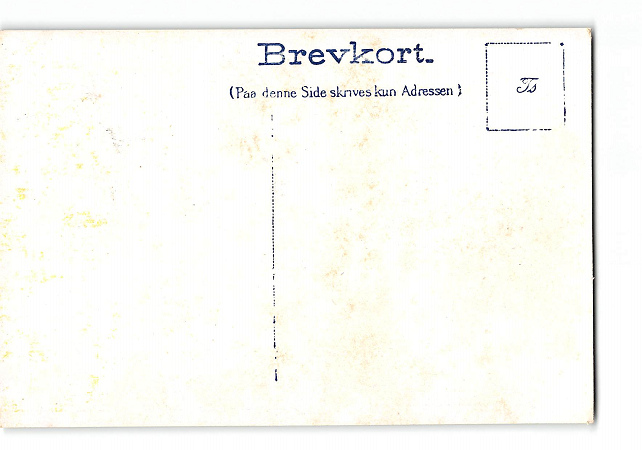 Brevkort.
(Paa denne Side skrives kun Adressen)
Ts